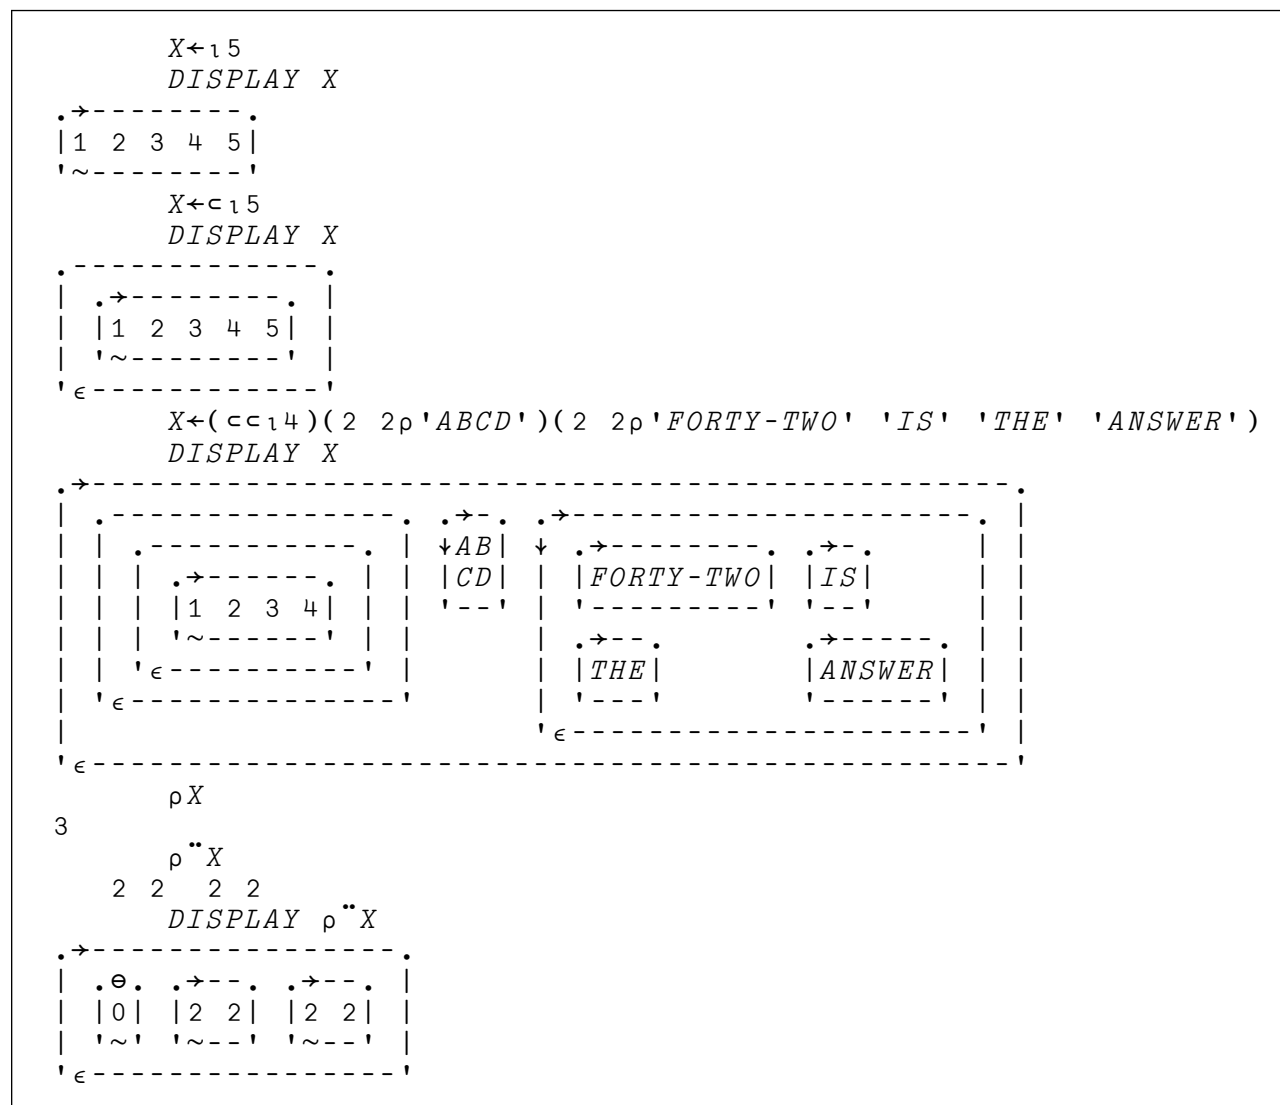 X←⍳5
      DISPLAY X
.→--------.
|1 2 3 4 5|
'~--------'
      X←⊂⍳5
      DISPLAY X
.-------------.
| .→--------. |
| |1 2 3 4 5| |
| '~--------' |
'∊------------'
      X←(⊂⊂⍳4)(2 2⍴'ABCD')(2 2⍴'FORTY-TWO' 'IS' 'THE' 'ANSWER')
      DISPLAY X
.→------------------------------------------------.
| .---------------. .→-. .→---------------------. |
| | .-----------. | ↓AB| ↓ .→--------. .→-.     | |
| | | .→------. | | |CD| | |FORTY-TWO| |IS|     | |
| | | |1 2 3 4| | | '--' | '---------' '--'     | |
| | | '~------' | |      | .→--.       .→-----. | |
| | '∊----------' |      | |THE|       |ANSWER| | |
| '∊--------------'      | '---'       '------' | |
|                        '∊---------------------' |
'∊------------------------------------------------'
      ⍴X
3
      ⍴¨X
   2 2  2 2
      DISPLAY ⍴¨X
.→----------------.
| .⊖. .→--. .→--. |
| |0| |2 2| |2 2| |
| '~' '~--' '~--' |
'∊----------------'